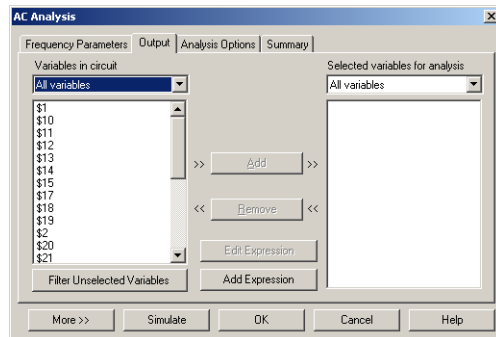 AC Analysis
Frequency Parameters Output Analysis Options Summary
Variables in circuit
All variables
$1
$10
$11
$12
$13
$14
$15
$17
$18
$19
$2
$20
$21
Filter Unselected Variables
>> Add >>
<< Remove <<
Edit Expression
Add Expression
Selected variables for analysis
All variables
More >> Simulate OK Cancel Help